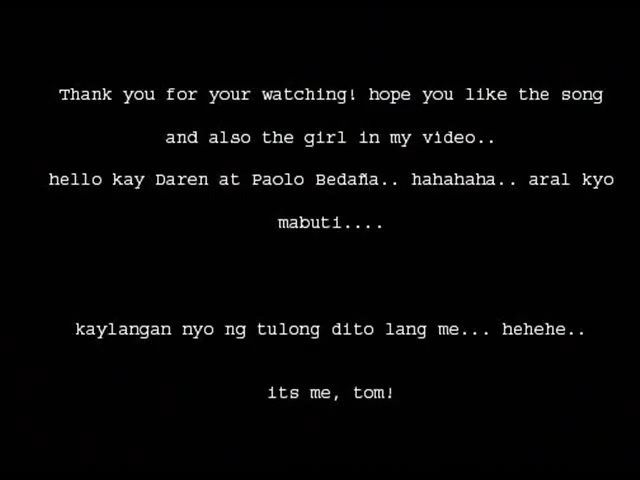 Thank you for your watching! hope you like the song
and also the girl in my video..
hello kay Daren at Paolo Bedaña.. hahahaha.. aral kyo
mabuti....
kaylangan nyo ng tulong dito lang me... hehehe..
its me, tom!